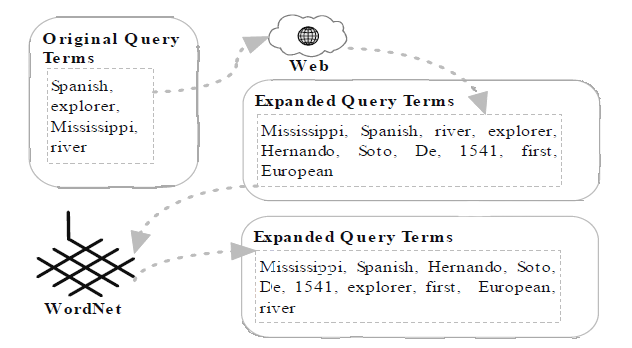 Original Query
Terms
Spanish,
explorer,
Mississippi,
river
Web
Expanded Query Terms
Mississippi, Spanish, river, explorer,
Hernando, Soto, De, 1541, first,
European
WordNet
Expanded Query Terms
Mississippi, Spanish, Hernando, Soto,
De, 1541, explorer, first, European,
river